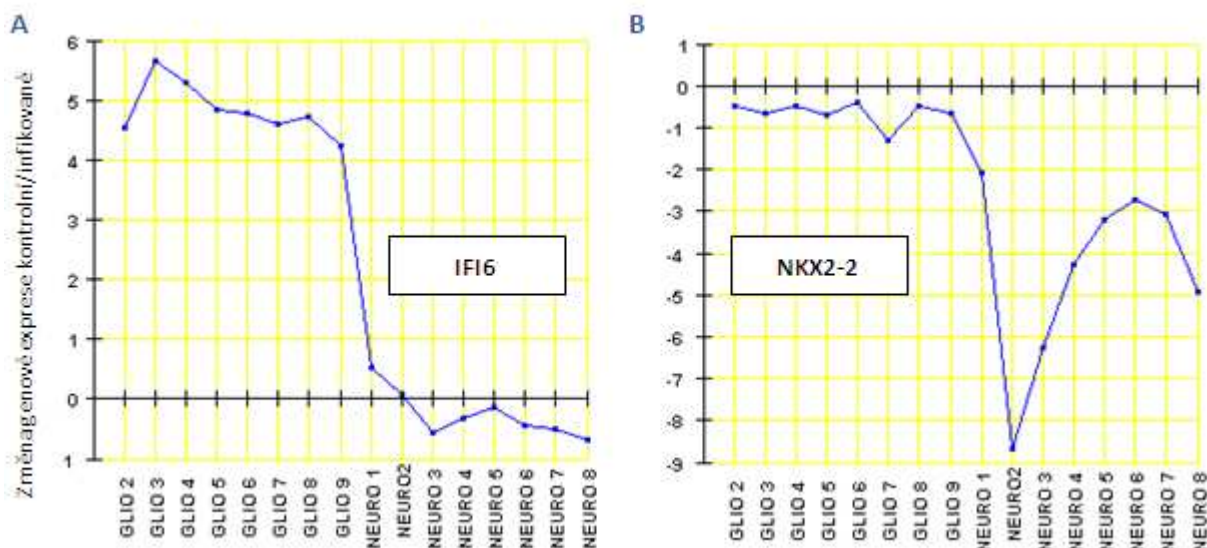 A
B
Změnagenové exprese kontrolní/infikované
6
5
4
3
2
1
0
1
IFI6
GLIO 2
GLIO 3
GLIO 4
GLIO 5
GLIO 6
GLIO 7
GLIO 8
GLIO 9
NEURO 1
NEURO2
NEURO 3
NEURO 4
NEURO 5
NEURO 6
NEURO 7
NEURO 8
1
0
-1
-2
-3
-4
-5
-6
-7
-8
-9
NKX2-2
GLIO 2
GLIO 3
GLIO 4
GLIO 5
GLIO 6
GLIO 7
GLIO 8
GLIO 9
NEURO 1
NEURO2
NEURO 3
NEURO 4
NEURO 5
NEURO 6
NEURO 7
NEURO 8